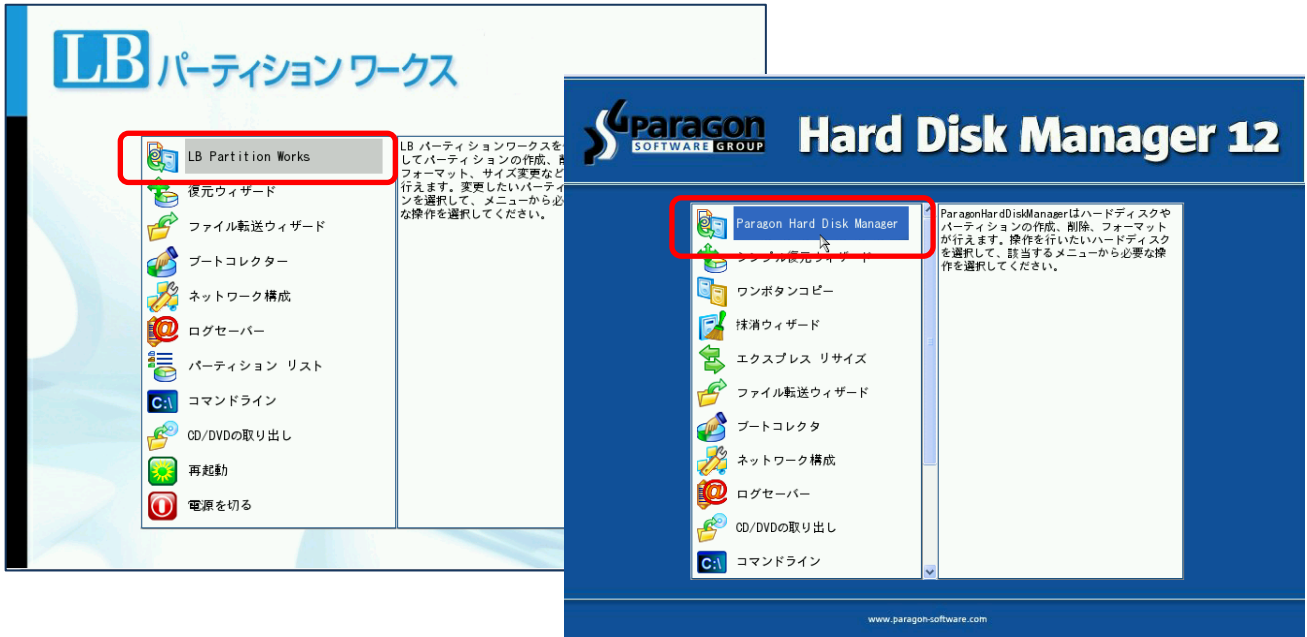 LB パーティション ワークス
LB Partition Works
復元ウィザード
ファイル転送ウィザード
ブートコレクター
ネットワーク構成
ログセーバー
パーティション リスト
コマンドライン
CD/DVDの取り出し
再起動
電源を切る
LB パーティションワークスを
してパーティションの作成、
フォーマット、サイズ変更など
行えます。変更したいパーティ
ンを選択して、メニューから必
な操作を選択してください。
Paragon
SOFTWARE GROUP
Hard Disk Manager 12
Paragon Hard Disk Manager
シンプル復元ウィザード
ワンボタンコピー
抹消ウィザード
エクスプレス リサイズ
ファイル転送ウィザード
ブートコレクタ
ネットワーク構成
ログセーバー
CD/DVDの取り出し
コマンドライン
ParagonHardDiskManagerはハードディスクや
パーティションの作成、削除、フォーマット
が行えます。操作を行いたいハードディスク
を選択して、該当するメニューから必要な操
作を選択してください。
www.paragon-software.com